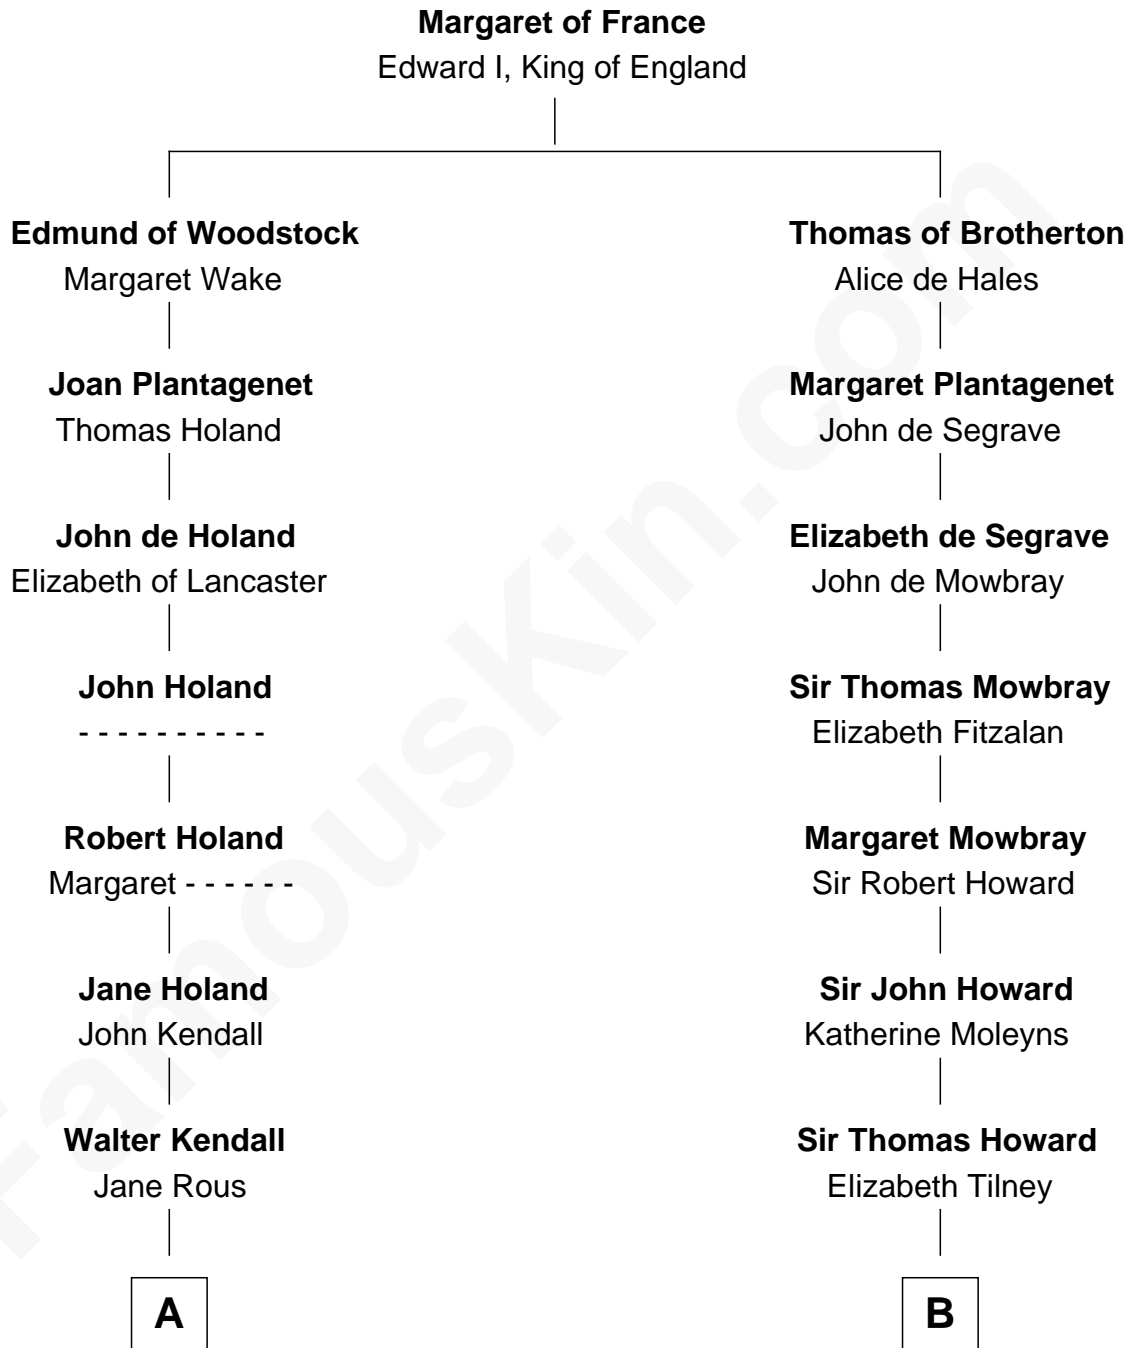 Margaret of France
Edward I, King of England
Edmund of Woodstock
Margaret Wake
Joan Plantagenet
Thomas Holand
John de Holand
Elizabeth of Lancaster
John Holand
- - - - - - - - - -
Robert Holand
Margaret - - - - - -
Jane Holand
John Kendall
Walter Kendall
Jane Rous
A
Thomas of Brotherton
Alice de Hales
Margaret Plantagenet
John de Segrave
Elizabeth de Segrave
John de Mowbray
Sir Thomas Mowbray
Elizabeth Fitzalan
Margaret Mowbray
Sir Robert Howard
Sir John Howard
Katherine Moleyns
Sir Thomas Howard
Elizabeth Tilney
B
FamousKin.com